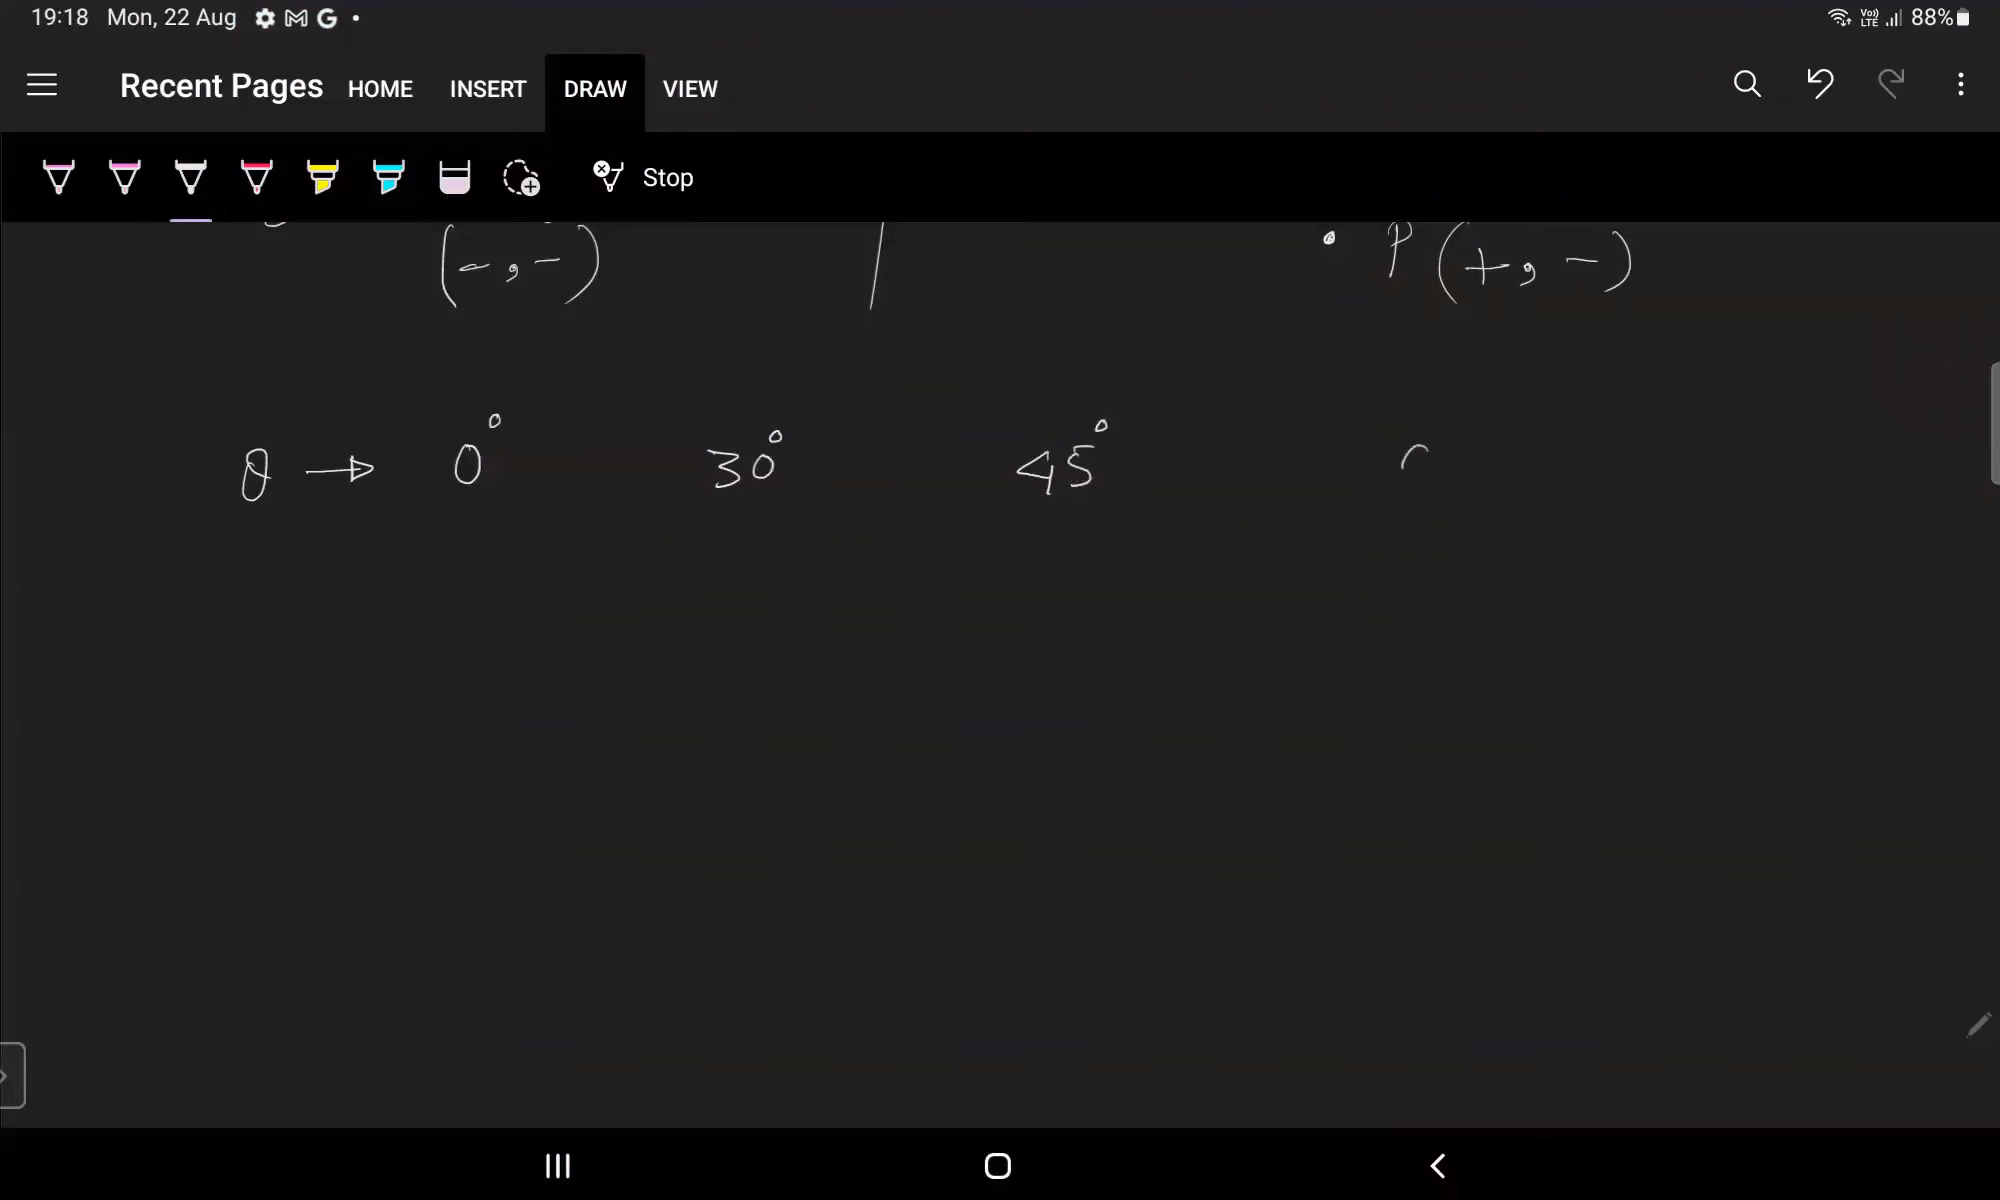 19:18 Mon, 22 Aug 88%
Recent Pages HOME INSERT DRAW VIEW
Stop
(-, -) P (+, -)
θ → 0° 30° 45°